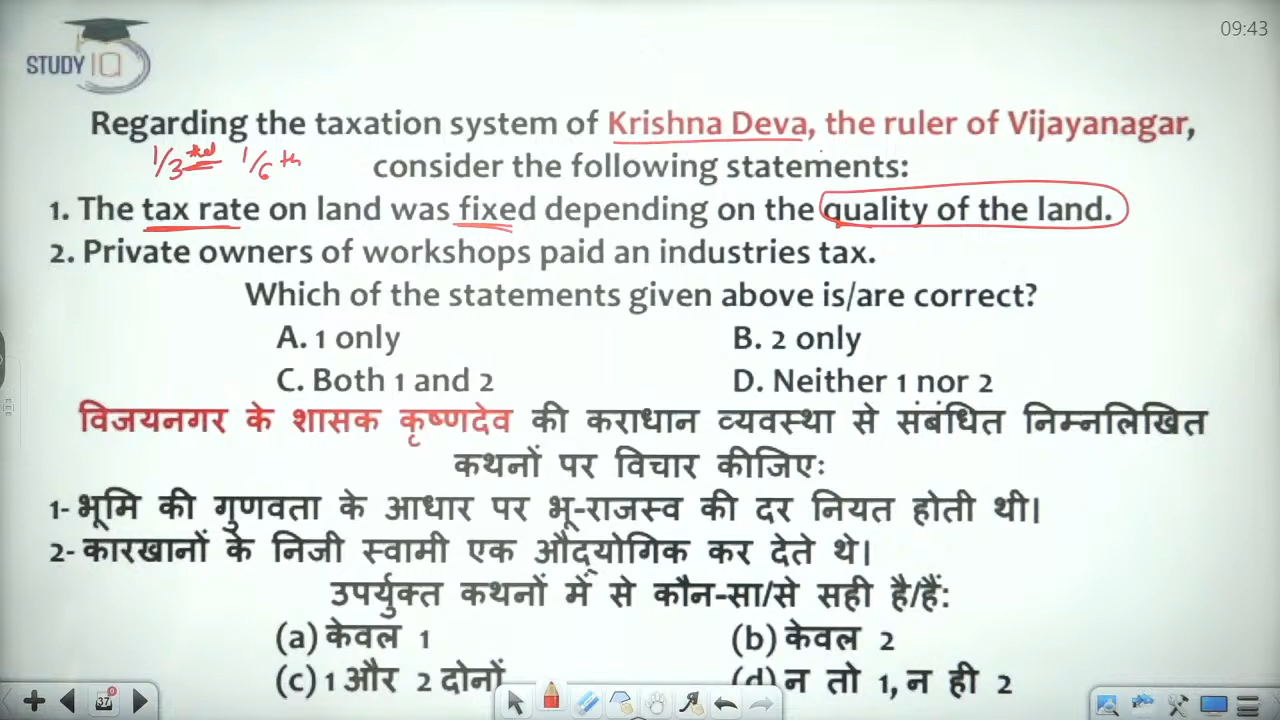 09:43
STUDY IQ
Regarding the taxation system of Krishna Deva, the ruler of Vijayanagar,
1/3rd 1/6th
consider the following statements:
1. The tax rate on land was fixed depending on the quality of the land.
2. Private owners of workshops paid an industries tax.
Which of the statements given above is/are correct?
A. 1 only B. 2 only
C. Both 1 and 2 D. Neither 1 nor 2
विजयनगर के शासक कृष्णदेव की कराधान व्यवस्था से संबंधित निम्नलिखित
कथनों पर विचार कीजिएः
1- भूमि की गुणवता के आधार पर भू-राजस्व की दर नियत होती थी।
2- कारखानों के निजी स्वामी एक औद्योगिक कर देते थे।
उपर्युक्त कथनों में से कौन-सा/से सही है/हैं:
(a) केवल 1 (b) केवल 2
(c) 1 और 2 दोनों (d) न तो 1, न ही 2
37